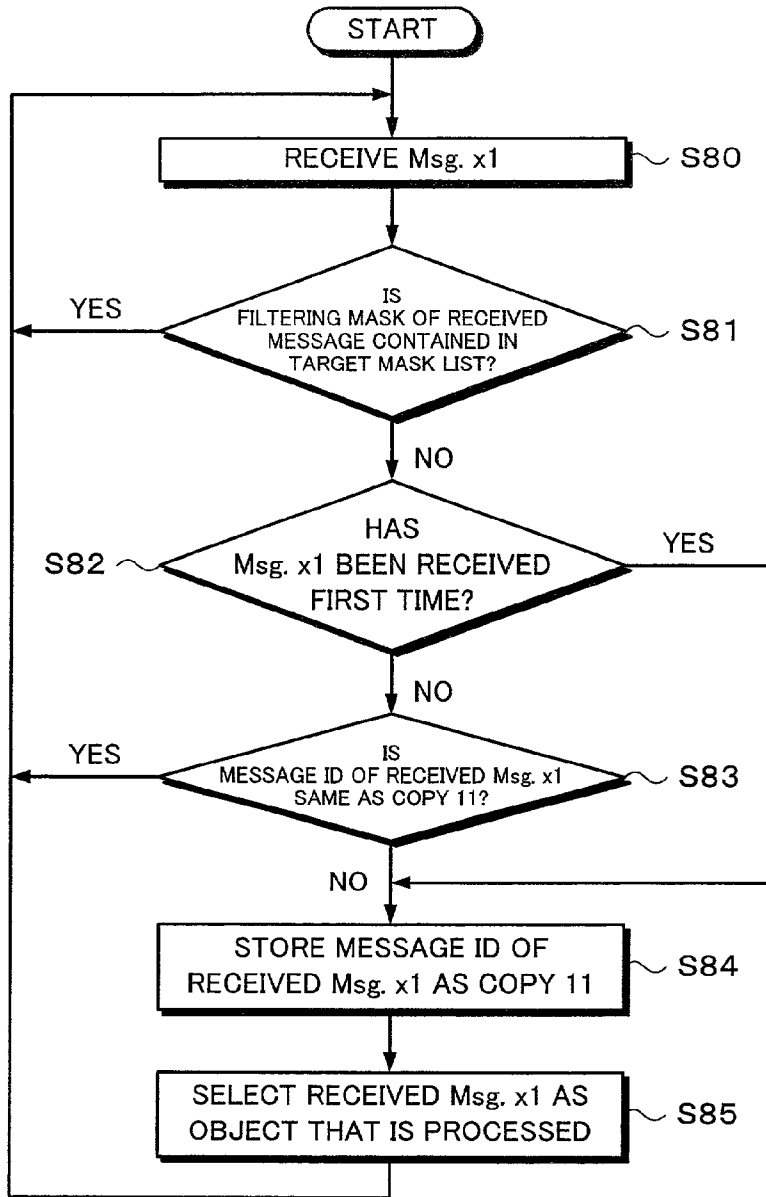 START
RECEIVE Msg. x1
S80
IS
FILTERING MASK OF RECEIVED
MESSAGE CONTAINED IN
TARGET MASK LIST?
S81
YES
NO
HAS
Msg. x1 BEEN RECEIVED
FIRST TIME?
S82
YES
NO
IS
MESSAGE ID OF RECEIVED Msg. x1
SAME AS COPY 11?
S83
YES
NO
STORE MESSAGE ID OF
RECEIVED Msg. x1 AS COPY 11
S84
SELECT RECEIVED Msg. x1 AS
OBJECT THAT IS PROCESSED
S85